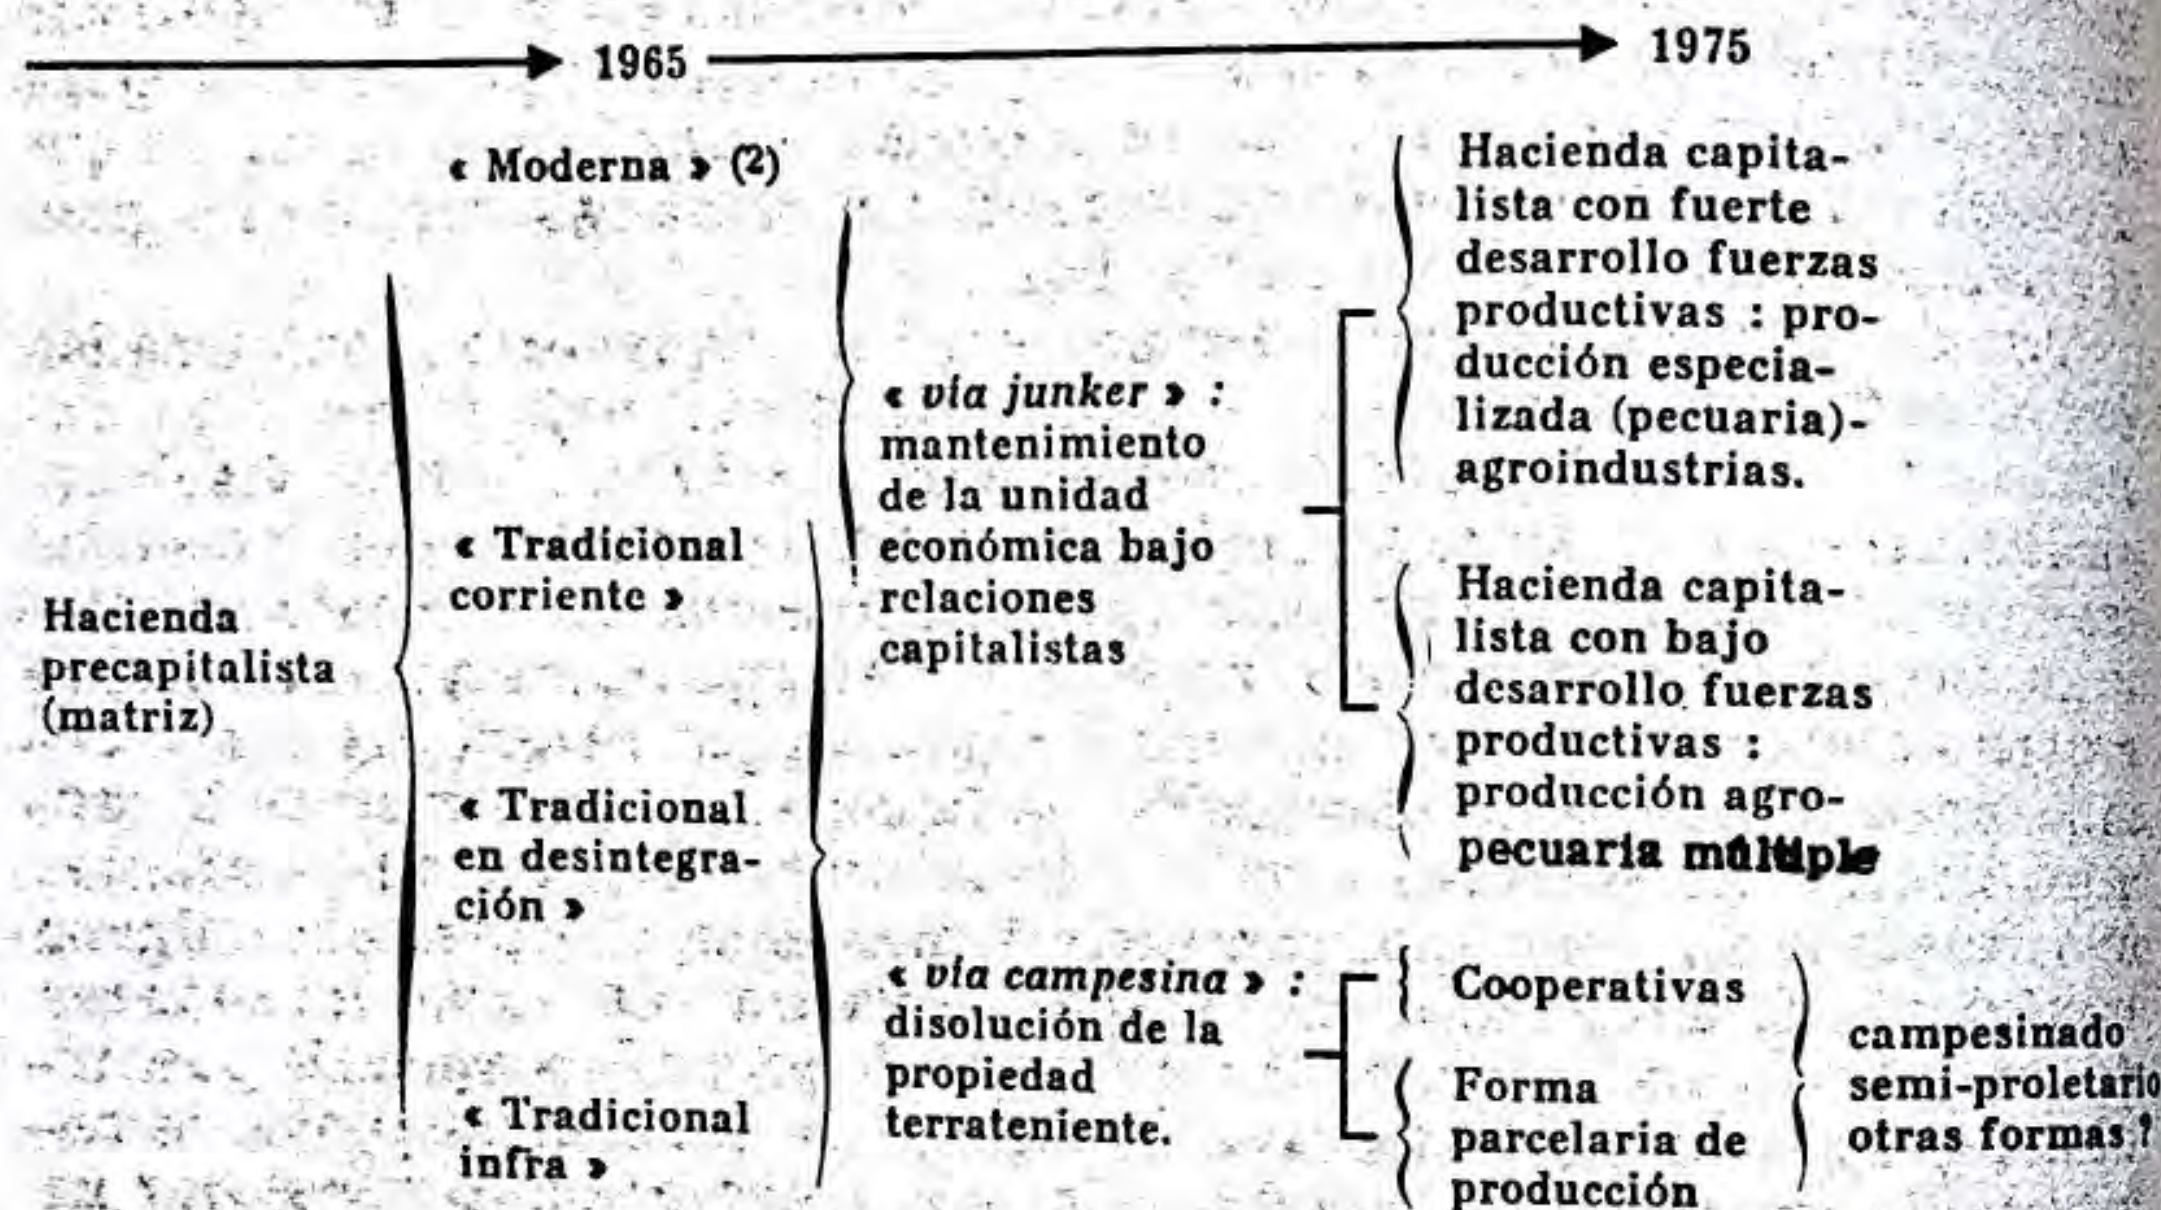 1965
1975
« Moderna » (2)
Hacienda
precapitalista
(matriz)
« Tradicional
corriente »
« Tradicional
en desintegra-
ción »
« Tradicional
infra »
« vía junker » :
mantenimiento
de la unidad
económica bajo
relaciones
capitalistas
« vía campesina » :
disolución de la
propiedad
terrateniente.
Hacienda capita-
lista con fuerte
desarrollo fuerzas
productivas : pro-
ducción especia-
lizada (pecuaria)-
agroindustrias.
Hacienda capita-
lista con bajo
desarrollo fuerzas
productivas :
producción agro-
pecuaria múltiple
Cooperativas
Forma
parcelaria de
producción
campesinado
semi-proletario
otras formas ?